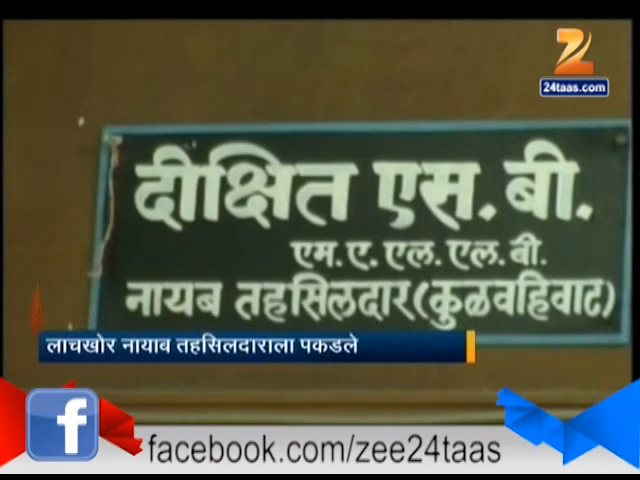 24taas.com
दीक्षित एस. बी.
एम. ए. एल. एल. बी.
नायब तहसिलदार(कुळवहिवाट)
लाचखोर नायाब तहसिलदाराला पकडले
facebook.com/zee24taas